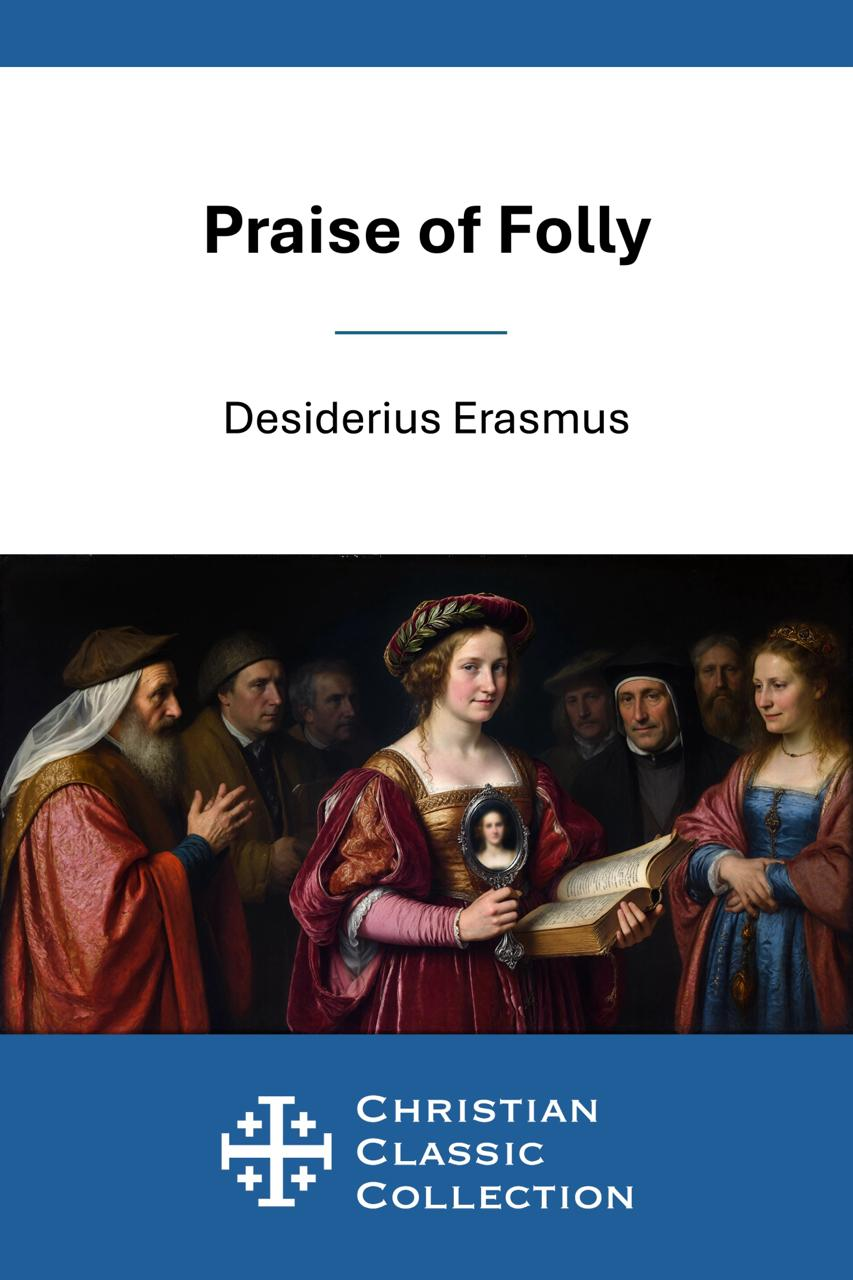 Praise of Folly
Desiderius Erasmus
CHRISTIAN
CLASSIC
COLLECTION